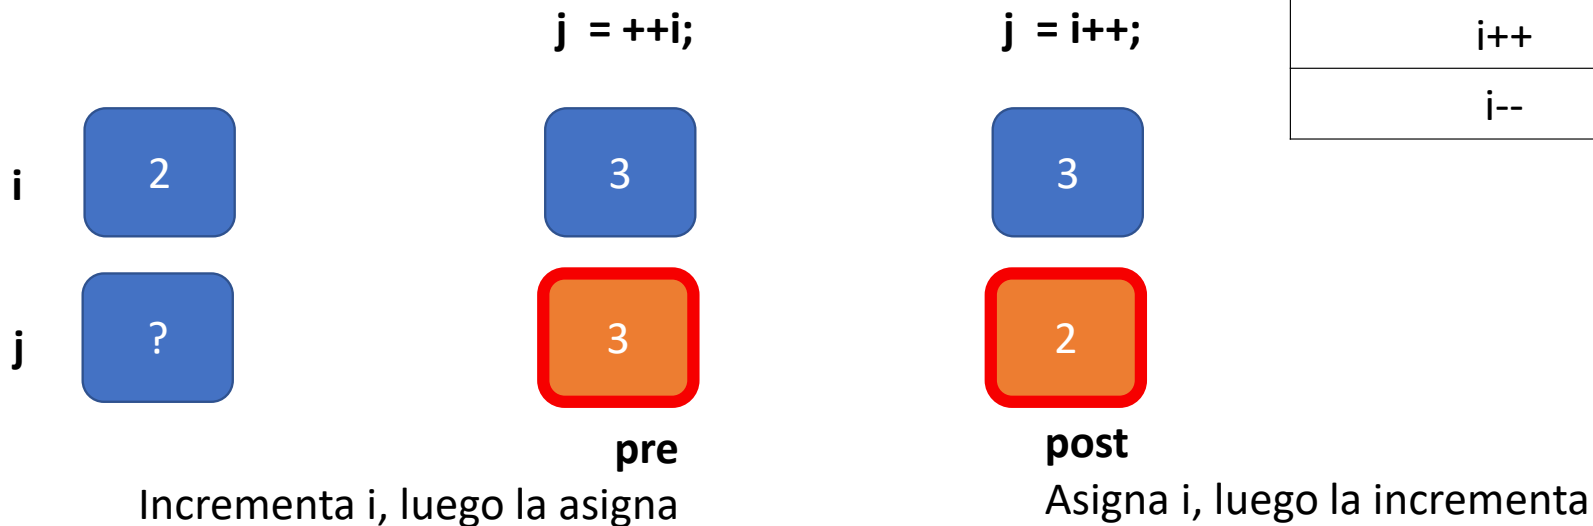 j = ++i;
j = i++;
i++
i--
i
2
3
3
j
?
3
2
pre
post
Incrementa i, luego la asigna
Asigna i, luego la incrementa